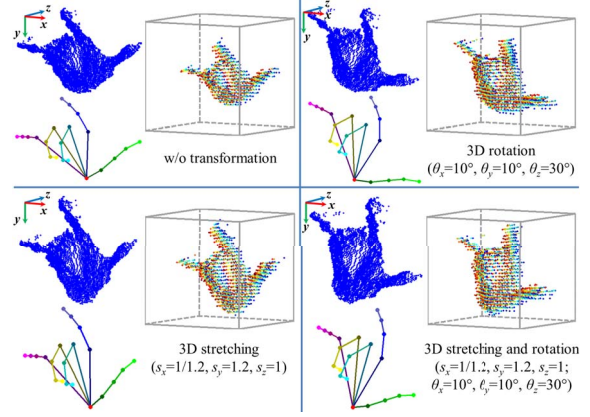 z
x
y
w/o transformation
z
x
y
3D rotation
(θx=10°, θy=10°, θz=30°)
z
x
y
3D stretching
(sx=1/1.2, sy=1.2, sz=1)
z
x
y
3D stretching and rotation
(sx=1/1.2, sy=1.2, sz=1;
θx=10°, ℓy=10°, θz=30°)